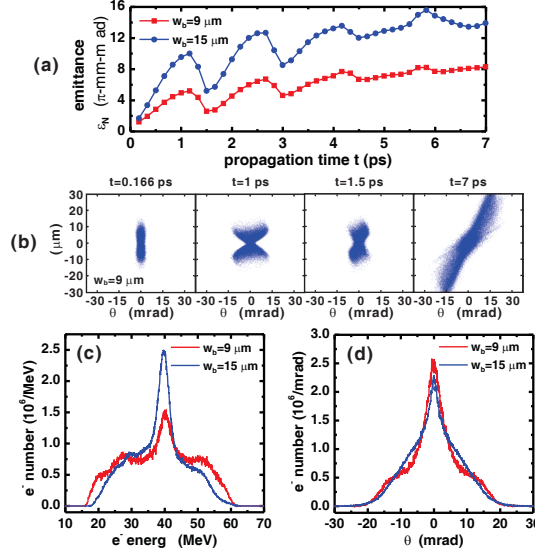 w_b=9 μm
w_b=15 μm
(a)
emittance
ε_N (π-mm-m ad)
16
12
8
4
0
0 1 2 3 4 5 6 7
propagation time t (ps)
t=0.166 ps t=1 ps t=1.5 ps t=7 ps
(b)
(μm)
30
20
10
0
-10
-20
-30
w_b=9 μm
-30 -15 0 15 30 -30 -15 0 15 30 -30 -15 0 15 30 -30 -15 0 15 30
θ (mrad) θ (mrad) θ (mrad) θ (mrad)
(c)
w_b=9 μm
w_b=15 μm
e⁻ number (10⁶/MeV)
2.5
2.0
1.5
1.0
0.5
0.0
10 20 30 40 50 60 70
e⁻ energ (MeV)
(d)
w_b=9 μm
w_b=15 μm
e⁻ number (10⁶/mrad)
3.0
2.5
2.0
1.5
1.0
0.5
0.0
-30 -20 -10 0 10 20 30
θ (mrad)